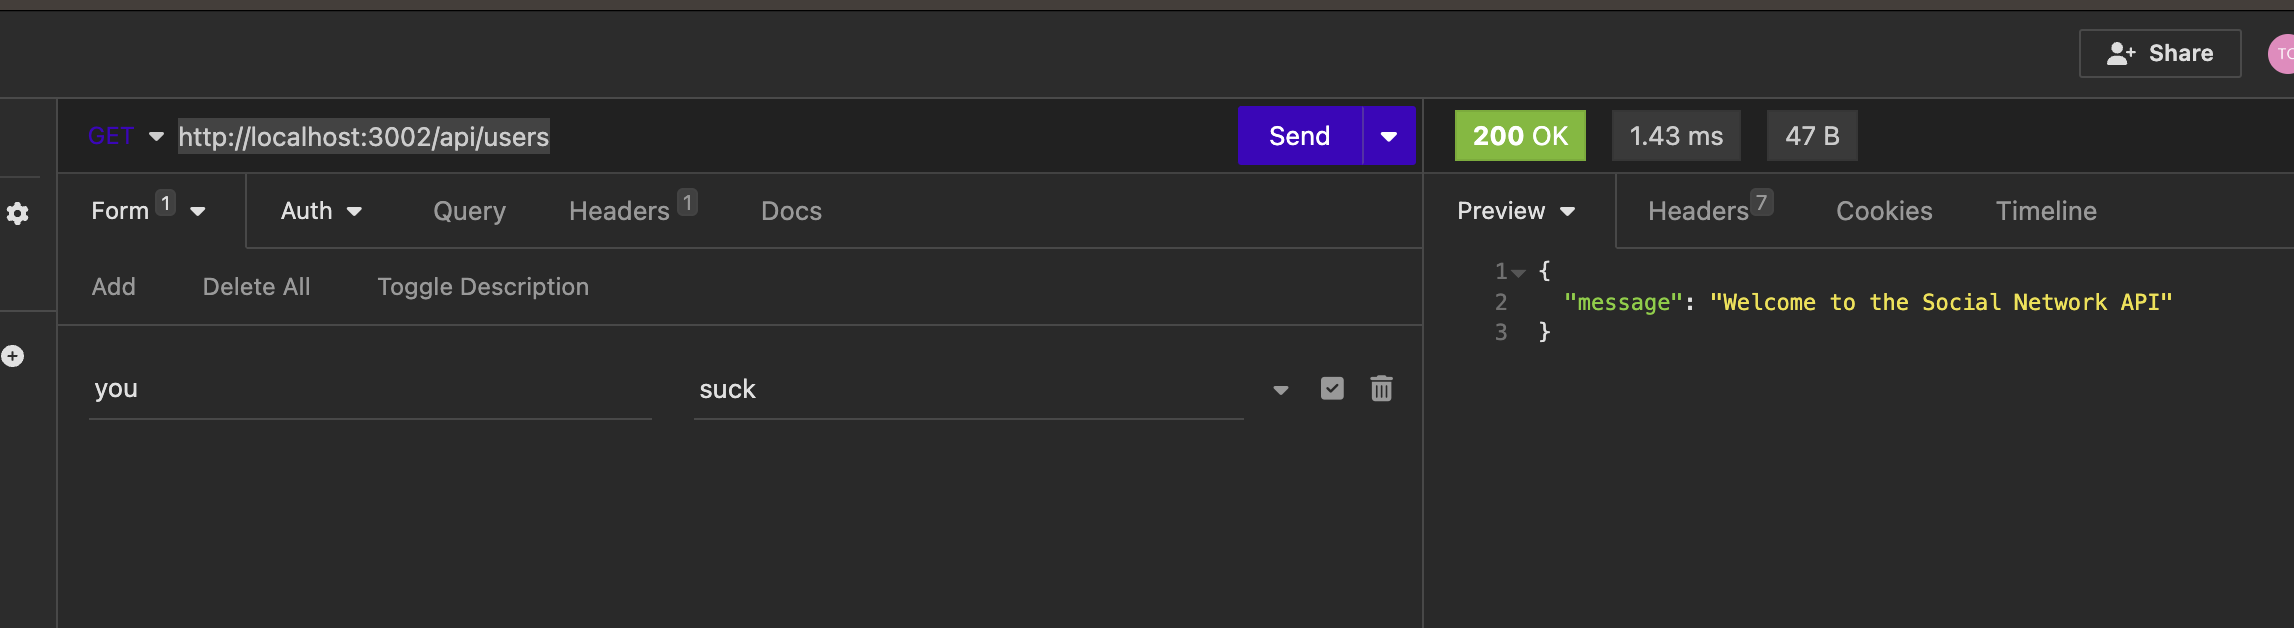 Share
TC
GET http://localhost:3002/api/users Send 200 OK 1.43 ms 47 B
Form 1 Auth Query Headers 1 Docs
Preview Headers 7 Cookies Timeline
Add Delete All Toggle Description
1 {
2 "message": "Welcome to the Social Network API"
3 }
you suck